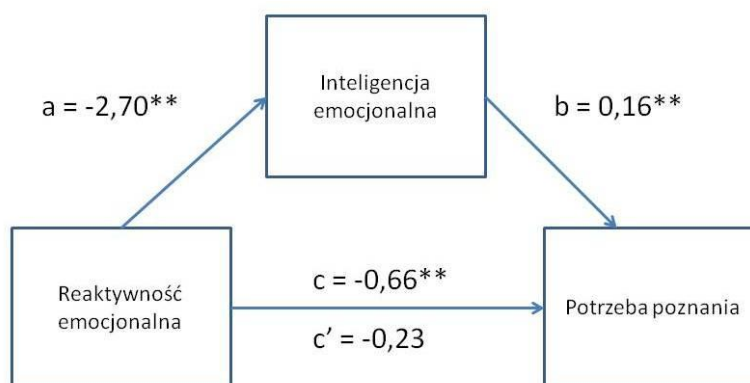 Inteligencja
emocjonalna
a = -2,70**
b = 0,16**
Reaktywność
emocjonalna
c = -0,66**
c’ = -0,23
Potrzeba poznania